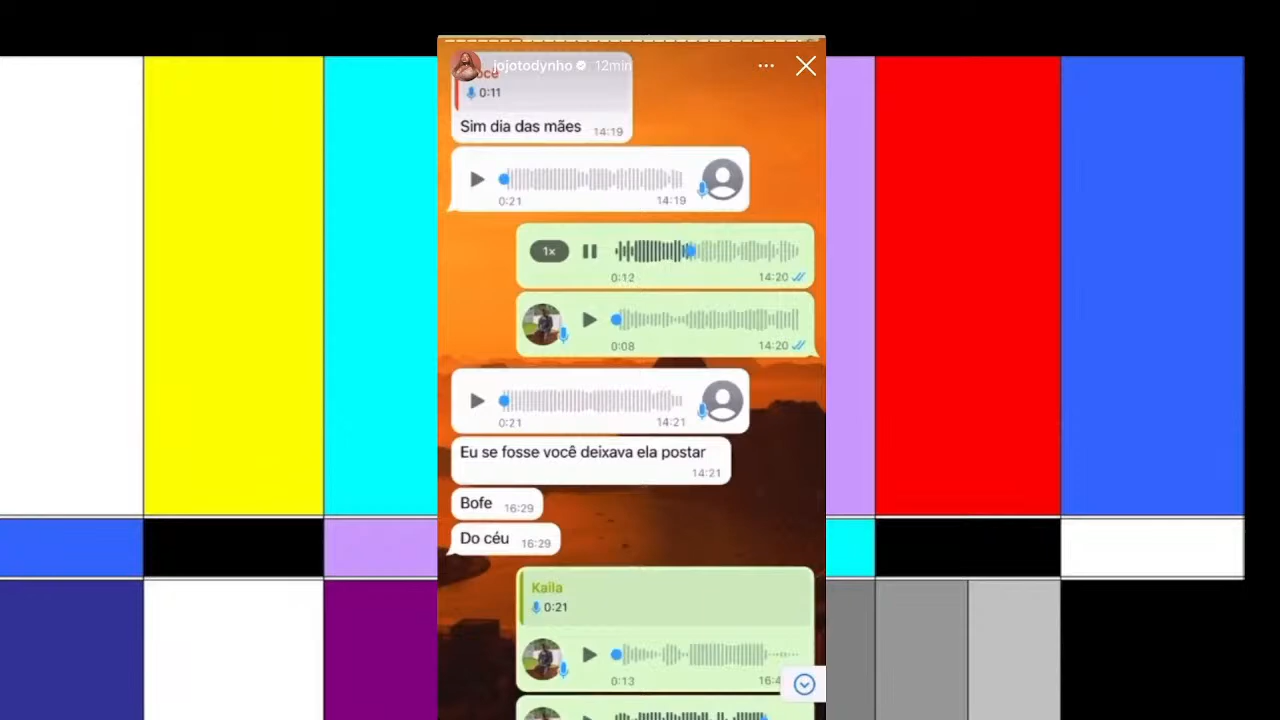 jojotodynho 12min
0:11
Sim dia das mães 14:19
0:21 14:19
1x
0:12 14:20
0:08 14:20
0:21 14:21
Eu se fosse você deixava ela postar
14:21
Bofe 16:29
Do céu 16:29
Kaila
0:21
0:13